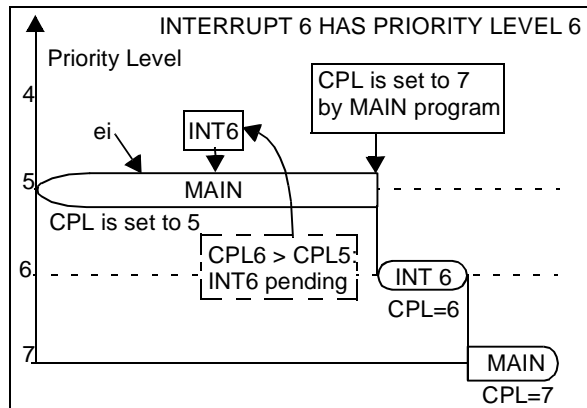 INTERRUPT 6 HAS PRIORITY LEVEL 6
Priority Level
CPL is set to 7
by MAIN program
4
ei
INT6
5
MAIN
CPL is set to 5
CPL6 > CPL5:
INT6 pending
6
INT 6
CPL=6
7
MAIN
CPL=7